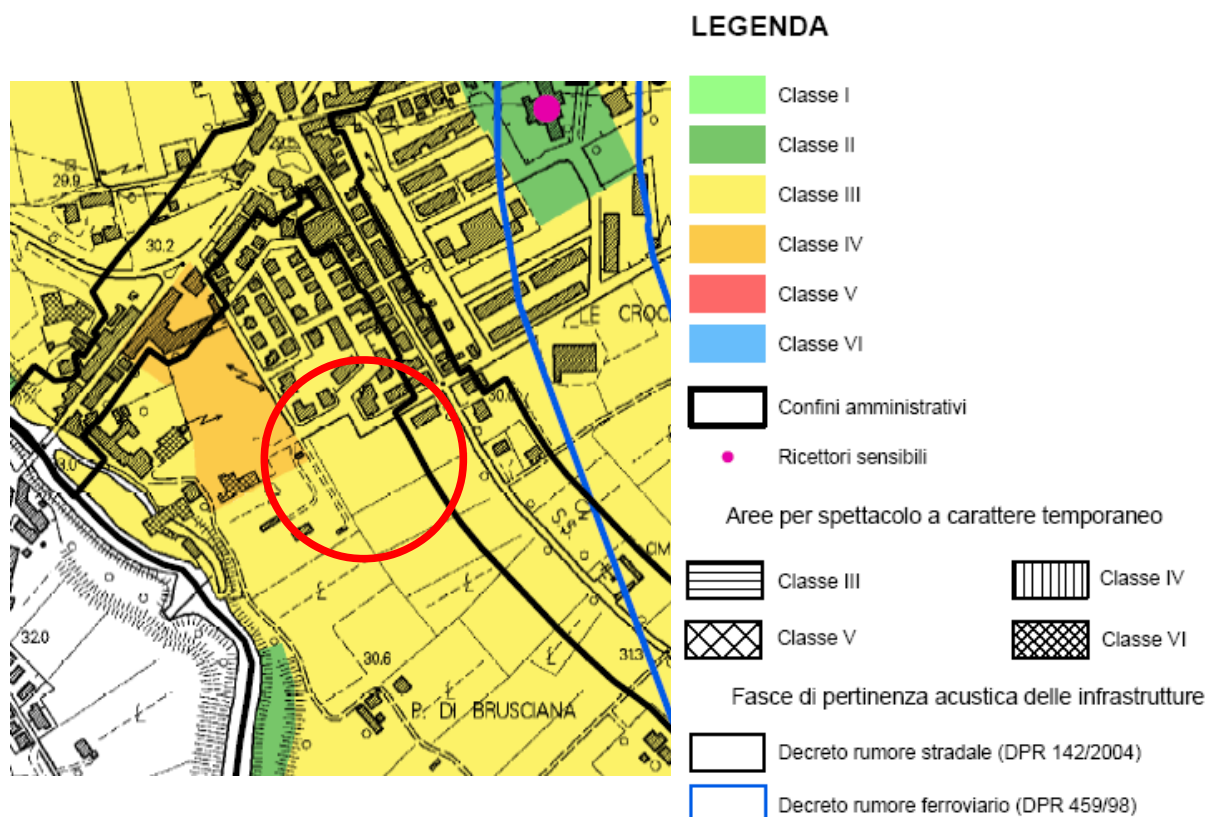 LEGENDA
Classe I
Classe II
Classe III
Classe IV
Classe V
Classe VI
Confini amministrativi
Ricettori sensibili
Aree per spettacolo a carattere temporaneo
Classe III
Classe IV
Classe V
Classe VI
Fasce di pertinenza acustica delle infrastrutture
Decreto rumore stradale (DPR 142/2004)
Decreto rumore ferroviario (DPR 459/98)
29.9
30.2
LE CROC
S.S.
CIM
32.0
30.6
31.3
P. DI BRUSCIANA